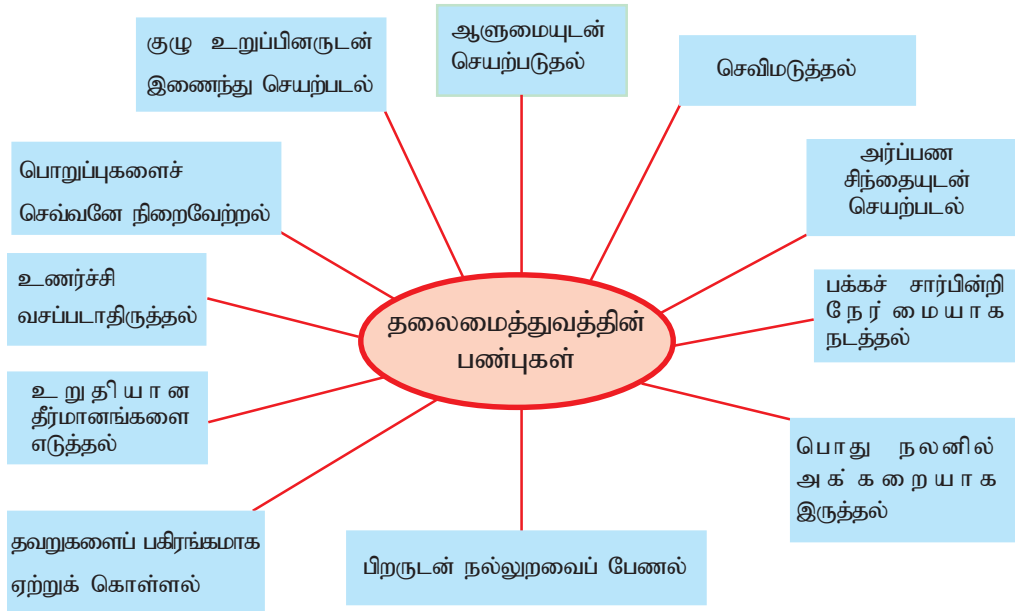 குழு உறுப்பினருடன்
இணைந்து செயற்படல்
ஆளுமையுடன்
செயற்படுதல்
செவிமடுத்தல்
அர்ப்பண
சிந்தையுடன்
செயற்படல்
பொறுப்புகளைச்
செவ்வனே நிறைவேற்றல்
உணர்ச்சி
வசப்படாதிருத்தல்
தலைமைத்துவத்தின்
பண்புகள்
பக்கச் சார்பின்றி
நேர்மையாக
நடத்தல்
உறுதியான
தீர்மானங்களை
எடுத்தல்
பொது நலனில்
அக்கறையாக
இருத்தல்
தவறுகளைப் பகிரங்கமாக
ஏற்றுக் கொள்ளல்
பிறருடன் நல்லுறவைப் பேணல்